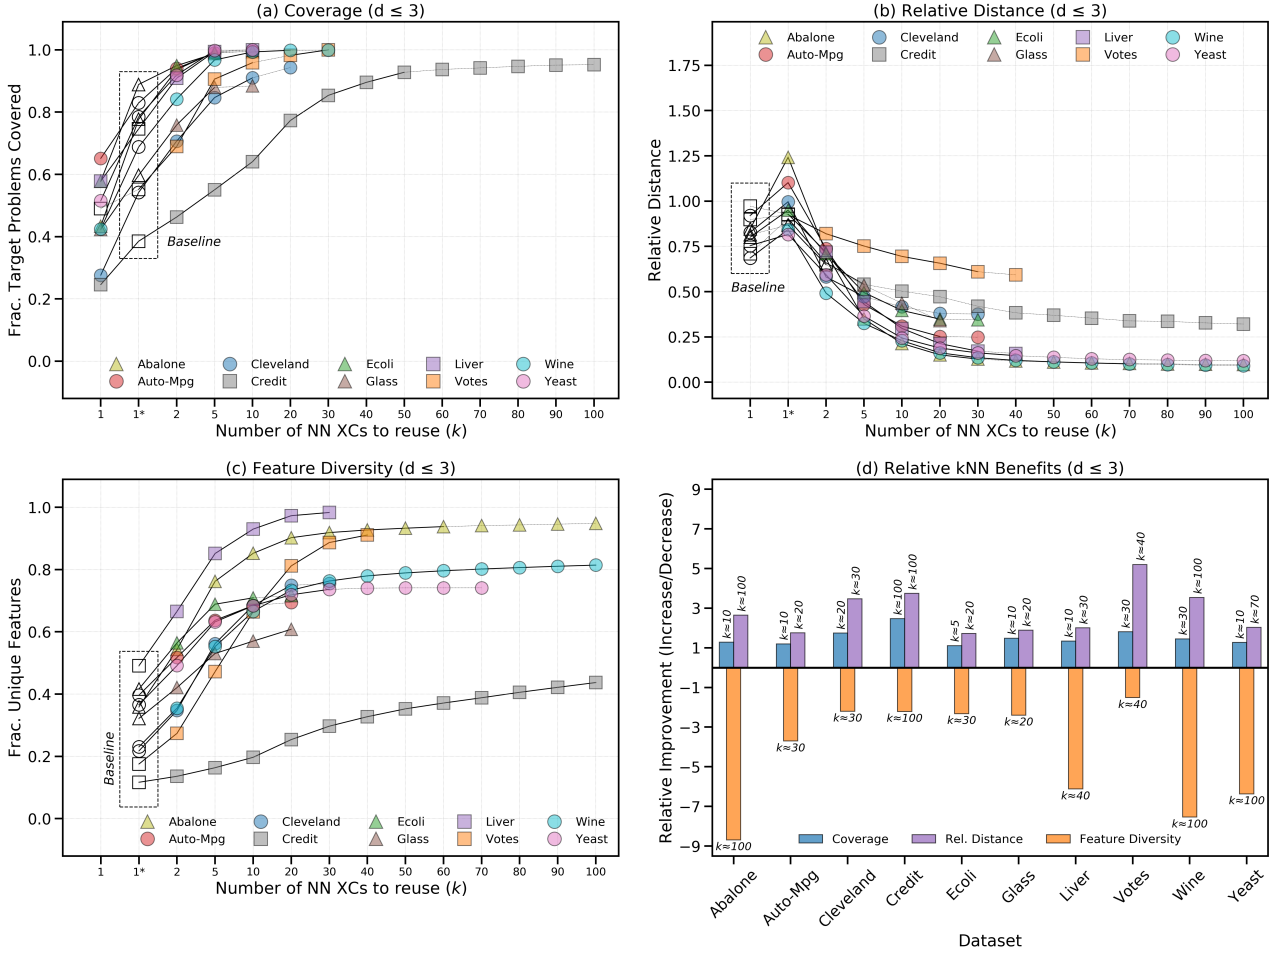 (a) Coverage (d ≤ 3)
Frac. Target Problems Covered
1.0
0.8
0.6
0.4
0.2
0.0
Baseline
Abalone Cleveland Ecoli Liver Wine
Auto-Mpg Credit Glass Votes Yeast
1 1* 2 5 10 20 30 40 50 60 70 80 90 100
Number of NN XCs to reuse (k)
(b) Relative Distance (d ≤ 3)
Relative Distance
Abalone Cleveland Ecoli Liver Wine
Auto-Mpg Credit Glass Votes Yeast
1.75
1.50
1.25
1.00
0.75
0.50
0.25
0.00
Baseline
1 1* 2 5 10 20 30 40 50 60 70 80 90 100
Number of NN XCs to reuse (k)
(c) Feature Diversity (d ≤ 3)
Frac. Unique Features
1.0
0.8
0.6
0.4
0.2
0.0
Baseline
Abalone Cleveland Ecoli Liver Wine
Auto-Mpg Credit Glass Votes Yeast
1 1* 2 5 10 20 30 40 50 60 70 80 90 100
Number of NN XCs to reuse (k)
(d) Relative kNN Benefits (d ≤ 3)
Relative Improvement (Increase/Decrease)
9
7
5
3
1
−1
−3
−5
−7
−9
k≈10 k≈100 k≈10 k≈20 k≈20 k≈30 k≈100 k≈100 k≈5 k≈20 k≈10 k≈20 k≈10 k≈30 k≈30 k≈40 k≈30 k≈100 k≈10 k≈70
k≈100 k≈30 k≈30 k≈100 k≈30 k≈20 k≈40 k≈40 k≈100 k≈100
Coverage Rel. Distance Feature Diversity
Abalone Auto-Mpg Cleveland Credit Ecoli Glass Liver Votes Wine Yeast
Dataset